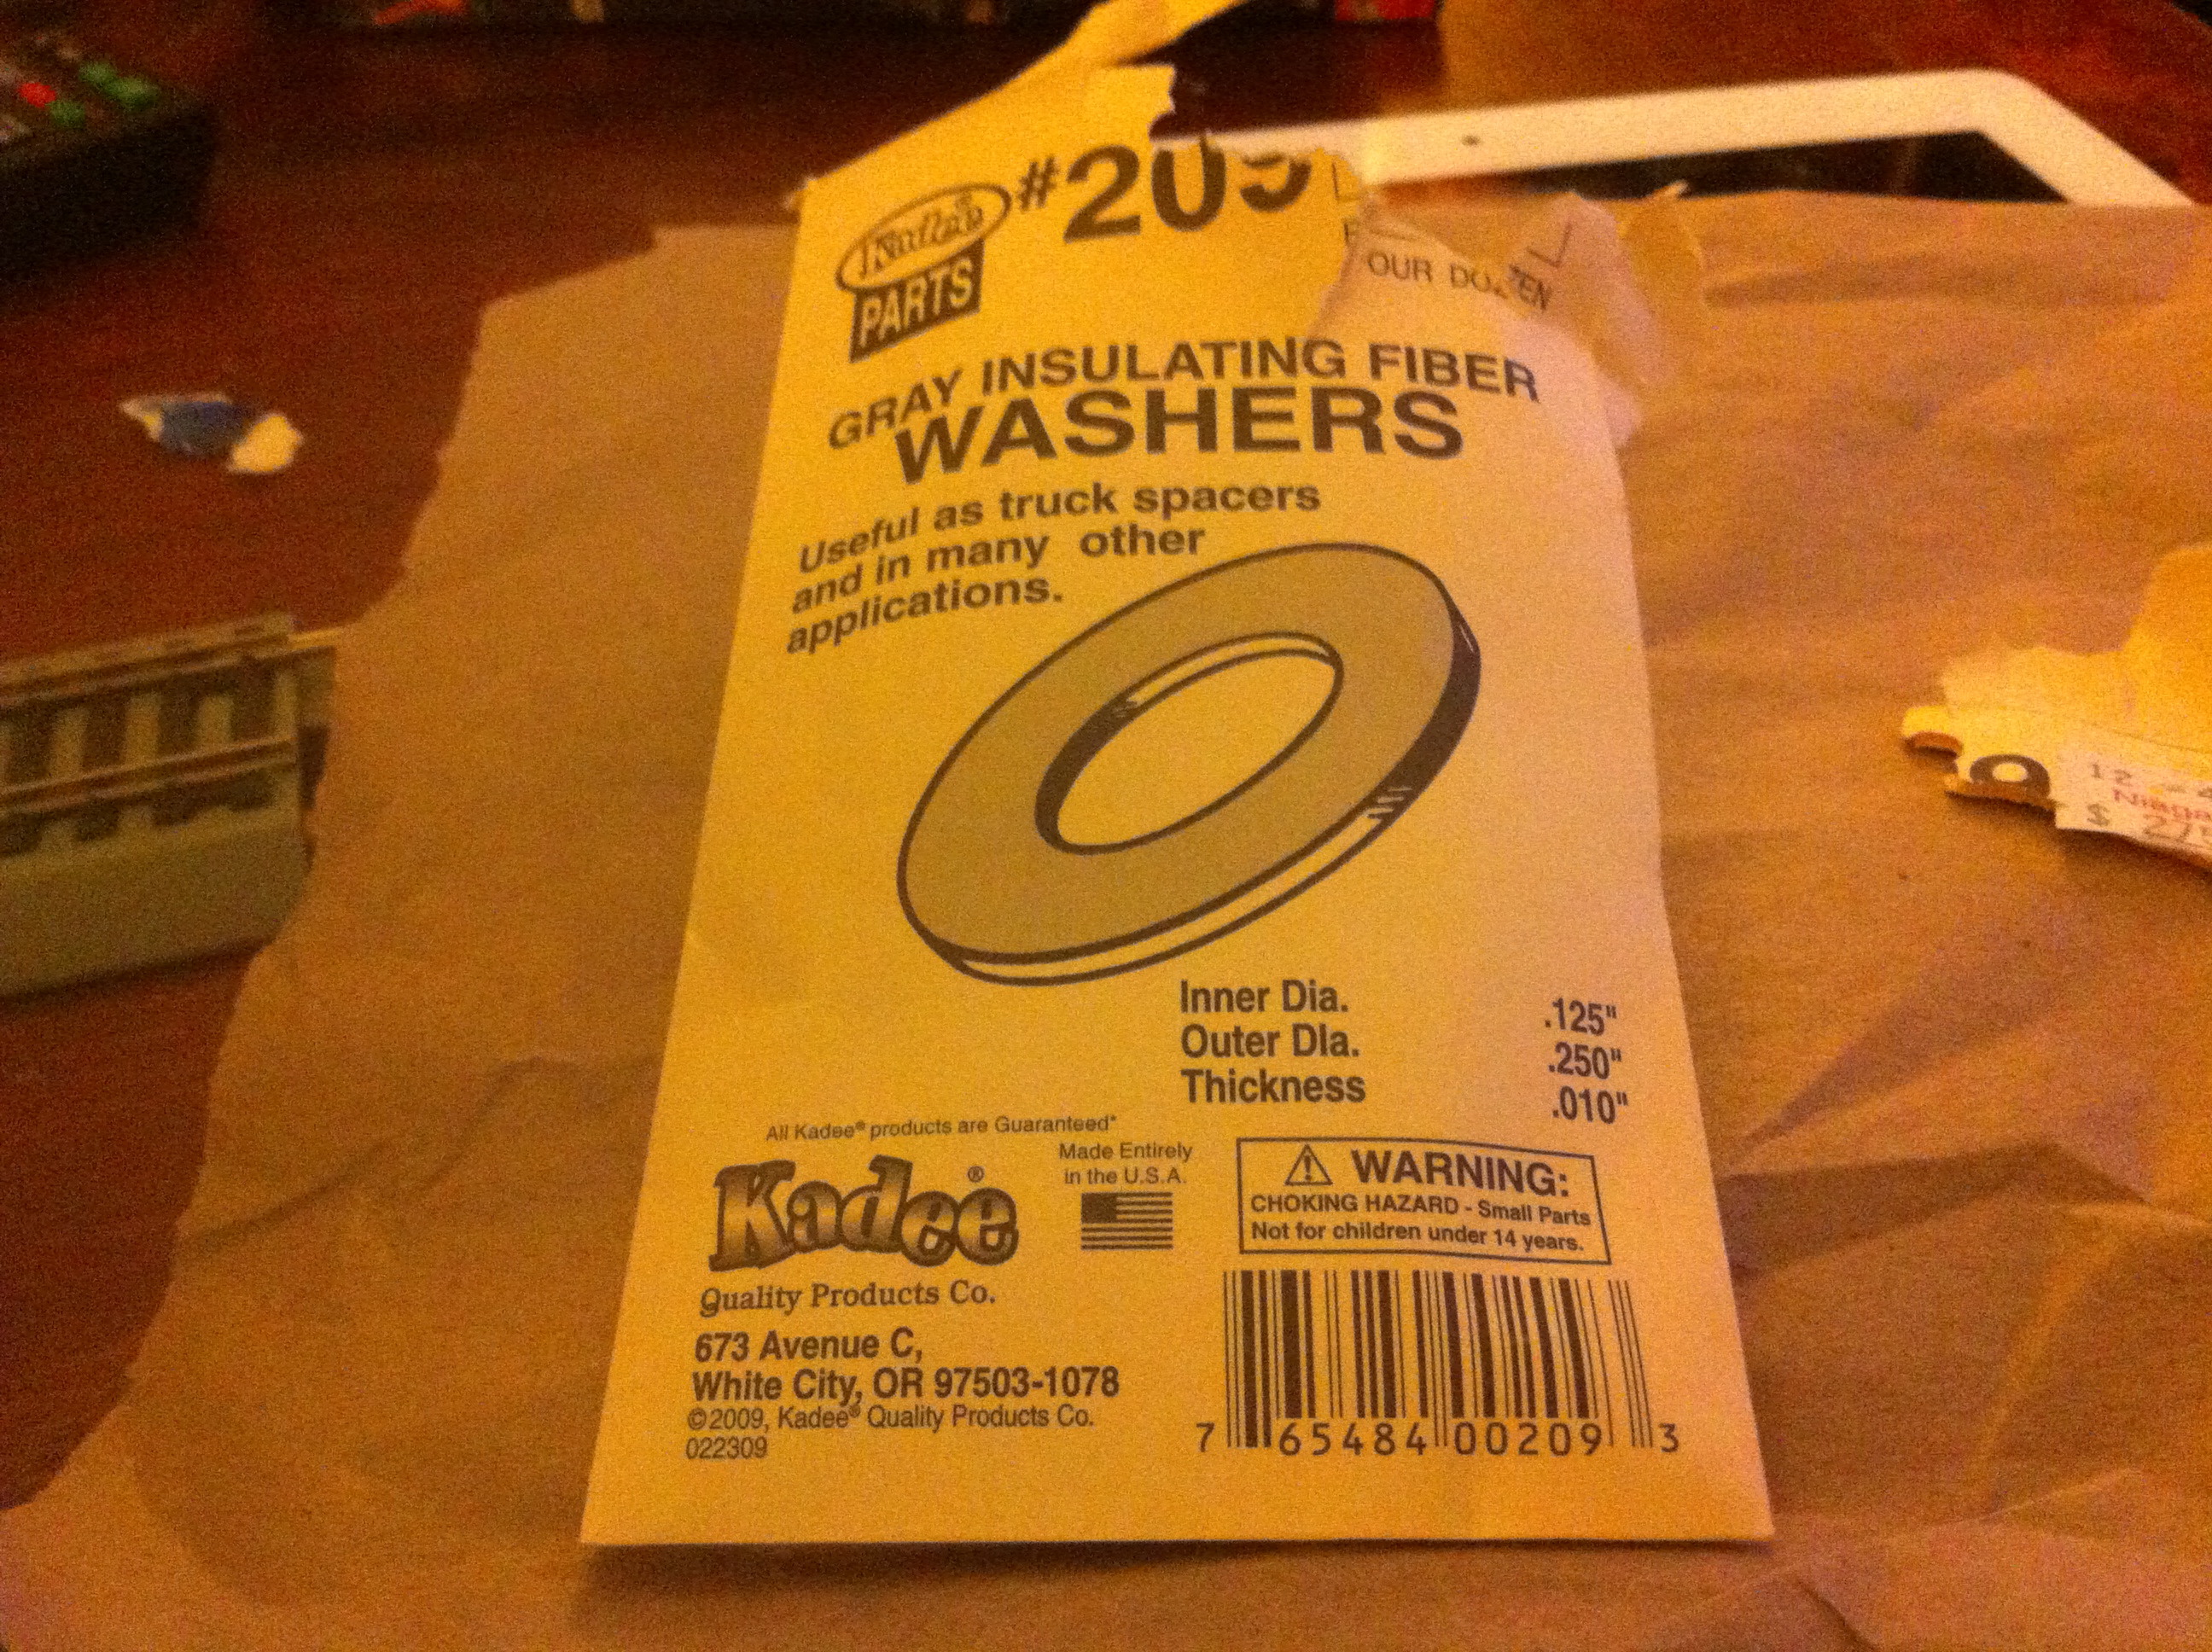 Kadee®
PARTS
#209
OUR DOZEN
GRAY INSULATING FIBER
WASHERS
Useful as truck spacers
and in many other
applications.
Inner Dia. .125"
Outer DIa. .250"
Thickness .010"
All Kadee® products are Guaranteed*
Made Entirely
in the U.S.A.
Kadee®
Quality Products Co.
673 Avenue C,
White City, OR 97503-1078
©2009, Kadee® Quality Products Co.
022309
WARNING:
CHOKING HAZARD - Small Parts
Not for children under 14 years.
7 65484 00209 3
12
$